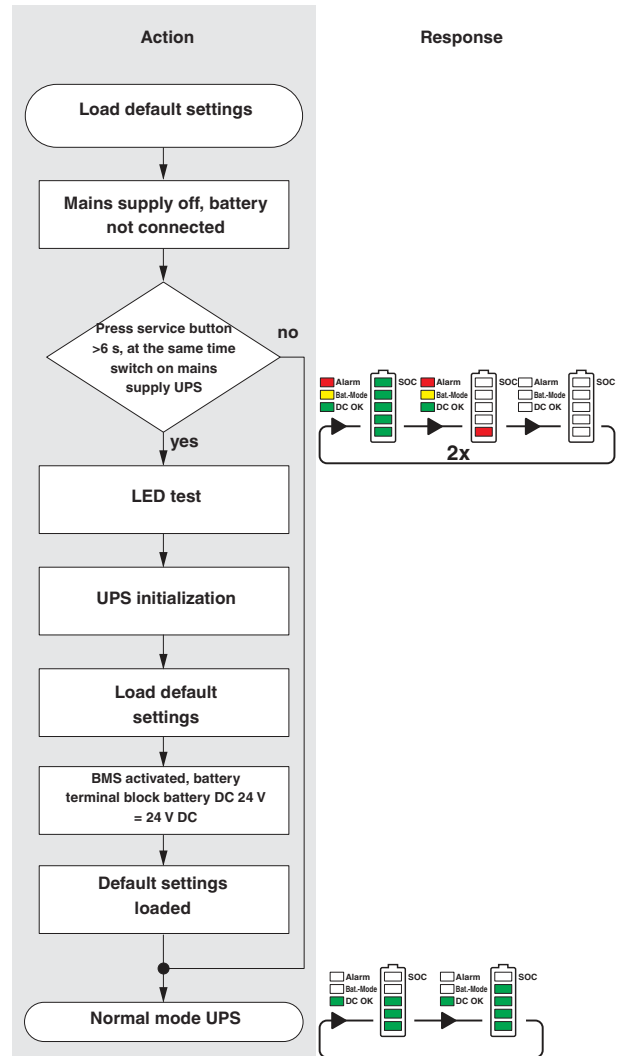 Action
Response
Load default settings
Mains supply off, battery
not connected
Press service button
>6 s, at the same time
switch on mains
supply UPS
no
yes
Alarm
Bat.-Mode
DC OK
SOC
Alarm
Bat.-Mode
DC OK
SOC
Alarm
Bat.-Mode
DC OK
SOC
2x
LED test
UPS initialization
Load default
settings
BMS activated, battery
terminal block battery DC 24 V
= 24 V DC
Default settings
loaded
Normal mode UPS
Alarm
Bat.-Mode
DC OK
SOC
Alarm
Bat.-Mode
DC OK
SOC